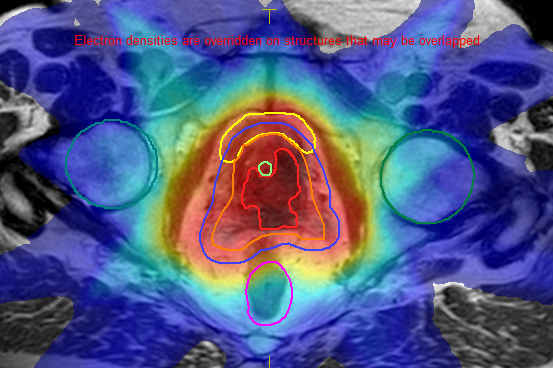 Electron densities are overridden on structures that may be overlapped